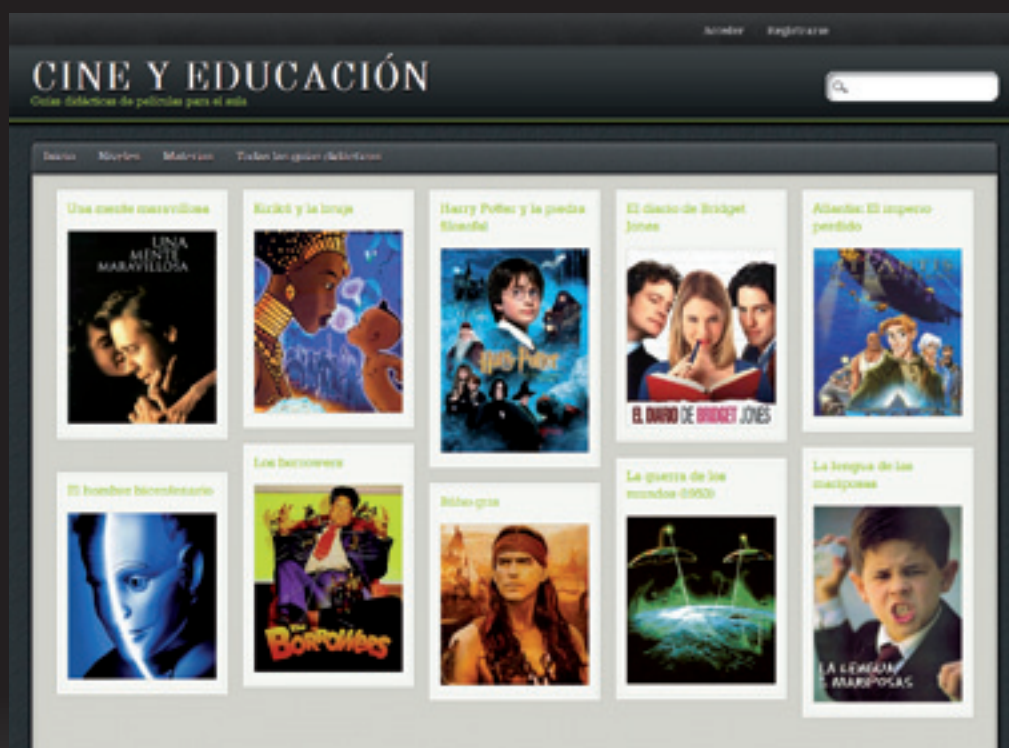 Acceder Registrarse
CINE Y EDUCACIÓN
Guías didácticas de películas para el aula
Inicio Niveles Materias Todas las guías didácticas
Una mente maravillosa
UNA
MENTE
MARAVILLOSA
Kirikú y la bruja
Harry Potter y la piedra
filosofal
Harry Potter
El diario de Bridget
Jones
EL DIARIO DE BRIDGET JONES
Atlantis: El imperio
perdido
ATLANTIS
El hombre bicentenario
Los borrowers
THE
BORROWERS
Búho gris
La guerra de los
mundos (1953)
La lengua de las
mariposas
LA LENGUA
DE LAS MARIPOSAS